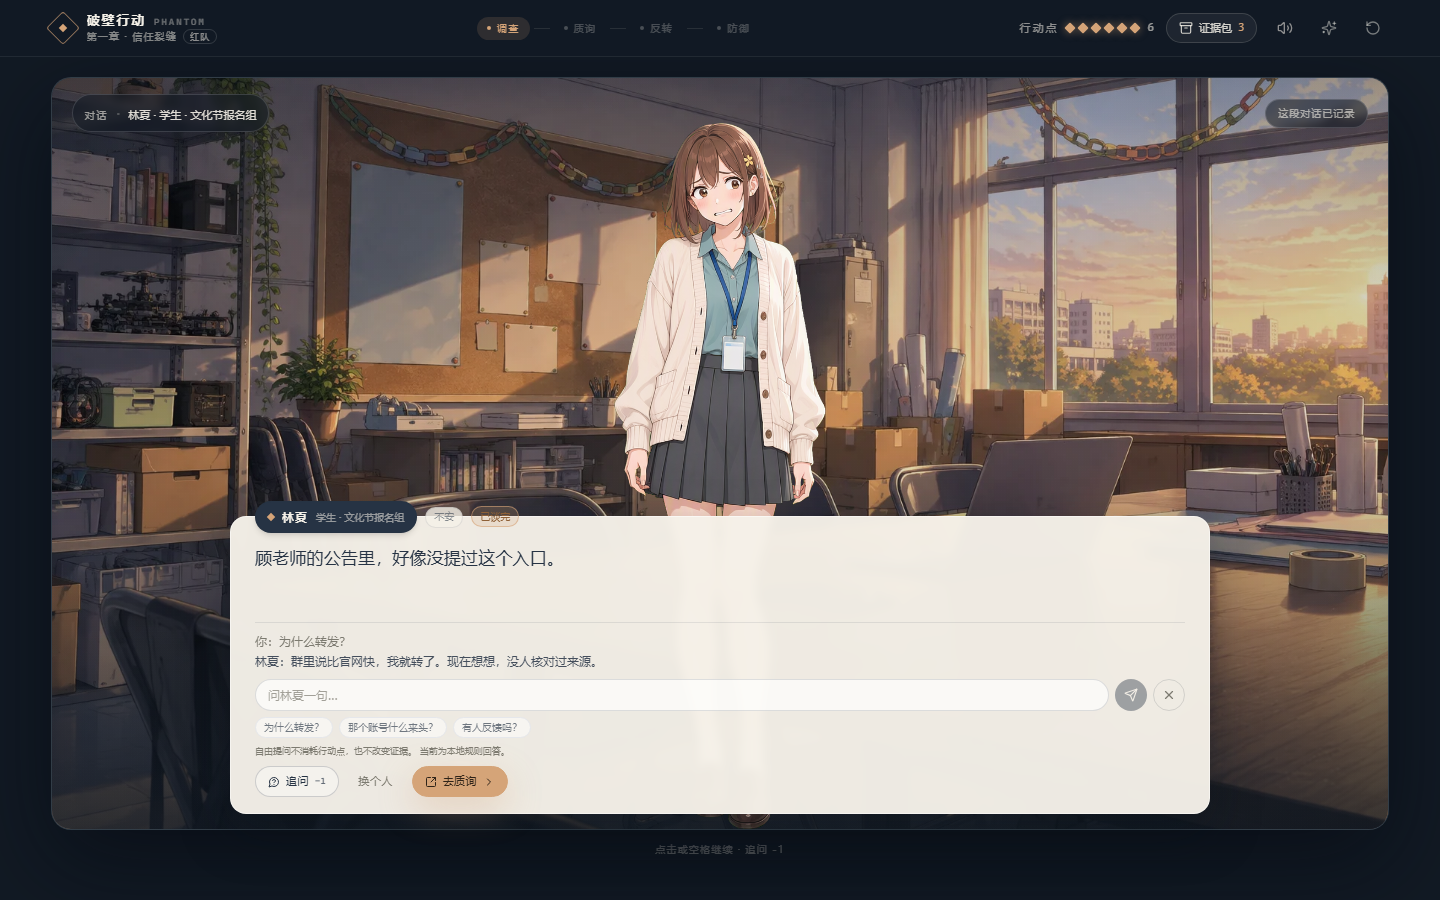 破壁行动 PHANTOM
第一章 · 信任裂缝 红队
调查 质询 反转 防御
行动点 6 证据包 3
对话 · 林夏 · 学生 · 文化节报名组
这段对话已记录
林夏 学生 · 文化节报名组 不安 已谈完
顾老师的公告里，好像没提过这个入口。
你：为什么转发？
林夏：群里说比官网快，我就转了。现在想想，没人核对过来源。
问林夏一句...
为什么转发？ 那个账号什么来头？ 有人反馈吗？
自由提问不消耗行动点，也不改变证据。 当前为本地规则回答。
追问 −1 换个人 去质询
点击或空格继续 · 追问 −1